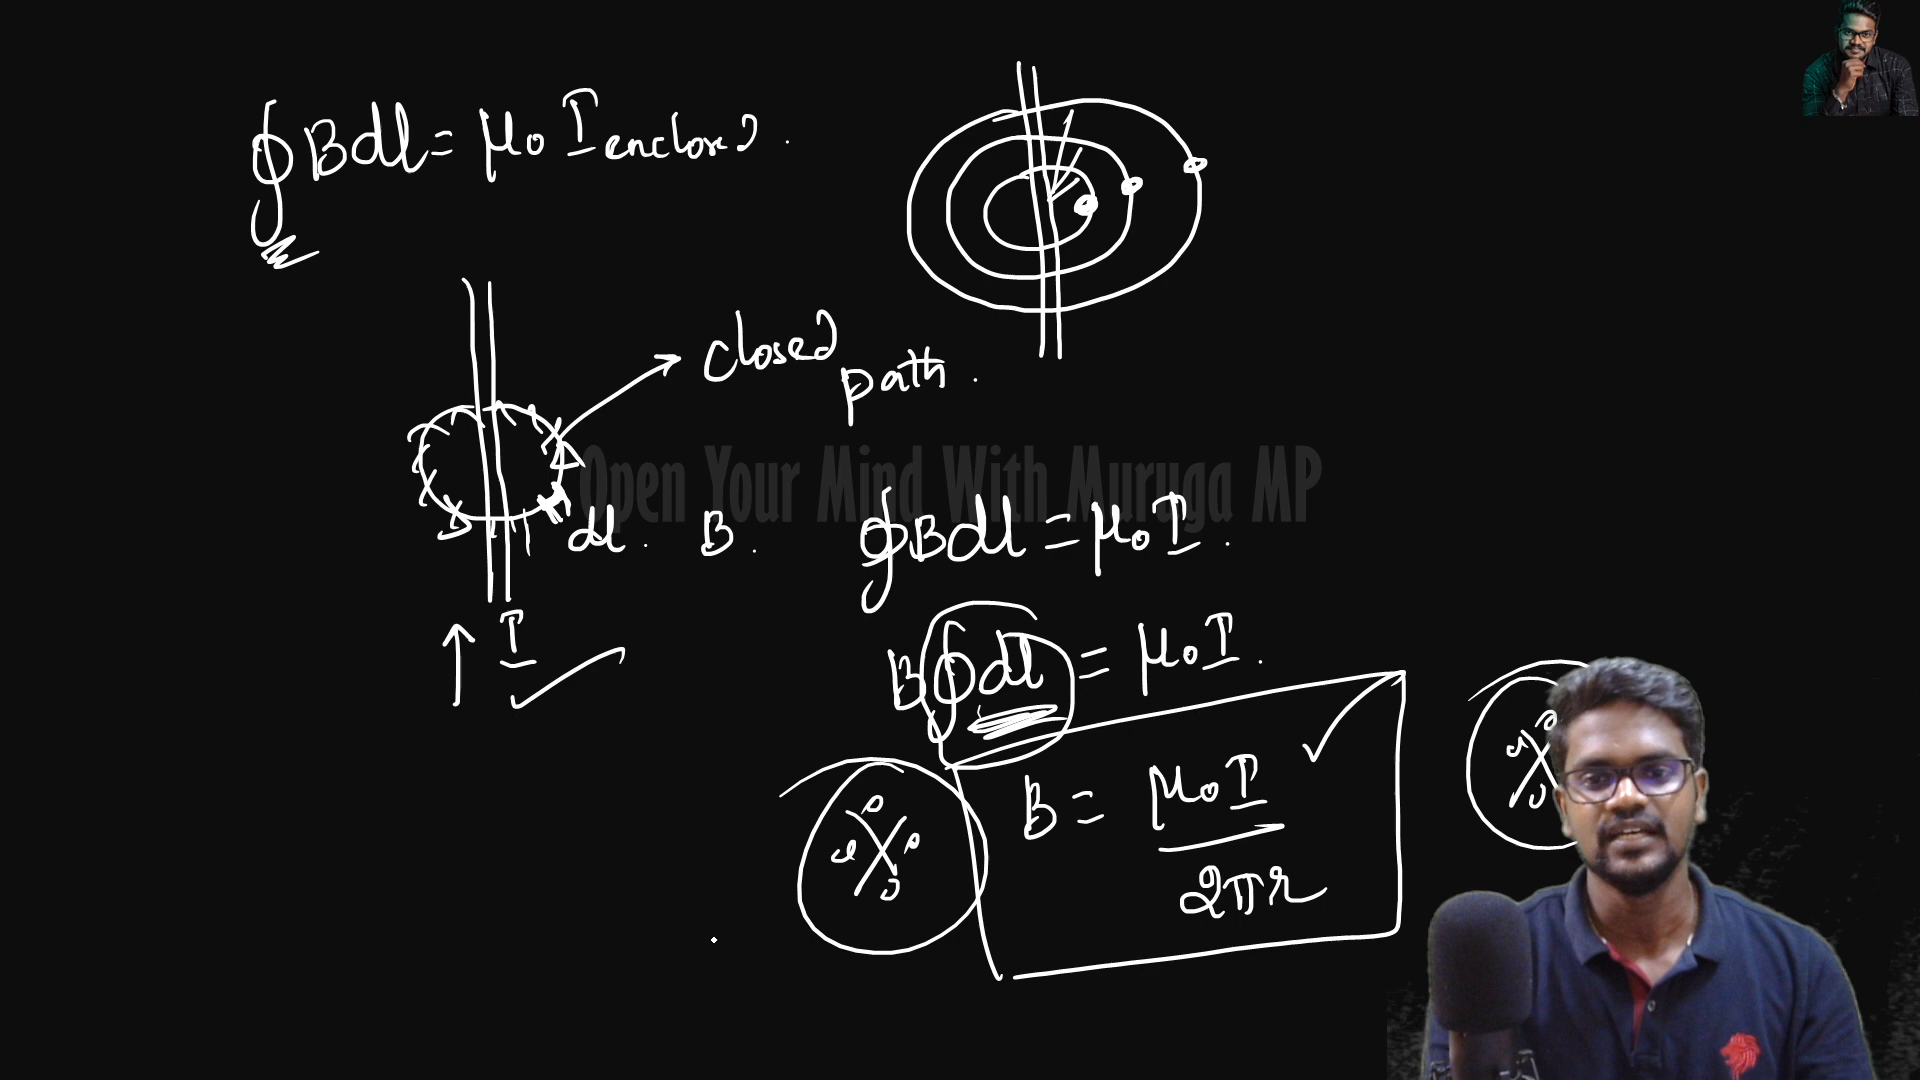 ∮Bdl = μ₀ I enclosed.
closed
path.
Open Your Mind With Muruga MP
dl. B. ∮Bdl = μ₀I.
↑ I ✓
B∮dl = μ₀I.
B = μ₀I / 2πr ✓